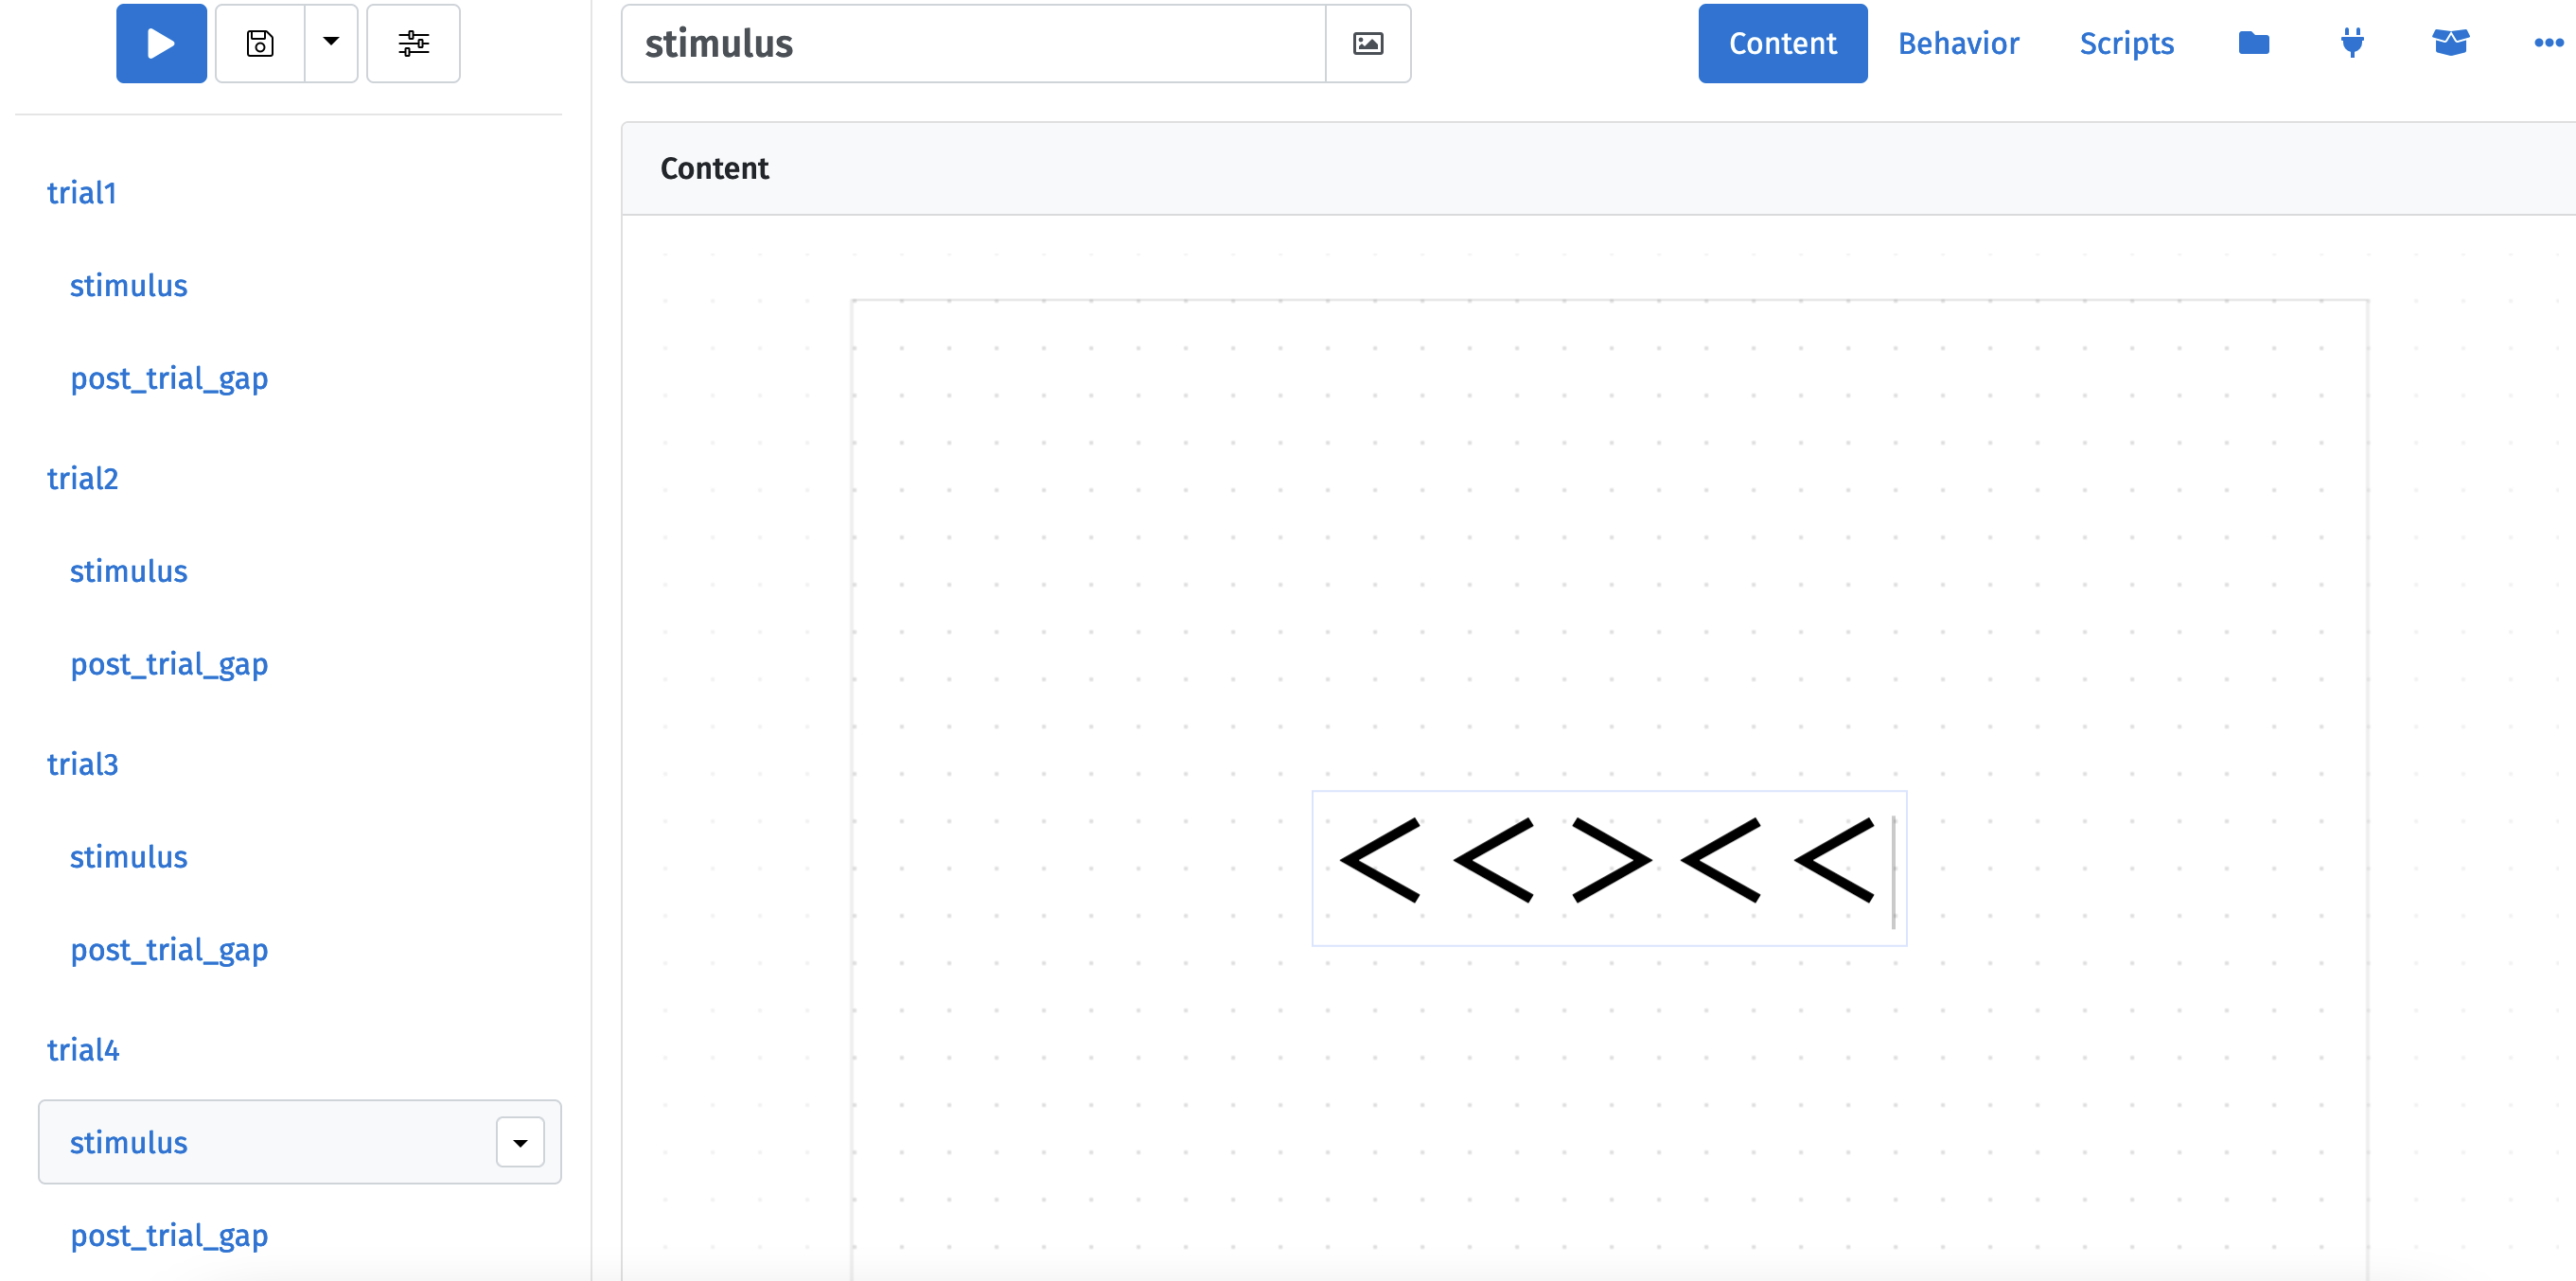 stimulus
Content Behavior Scripts
Content
trial1
stimulus
post_trial_gap
trial2
stimulus
post_trial_gap
trial3
stimulus
post_trial_gap
trial4
stimulus
post_trial_gap
< < > < <